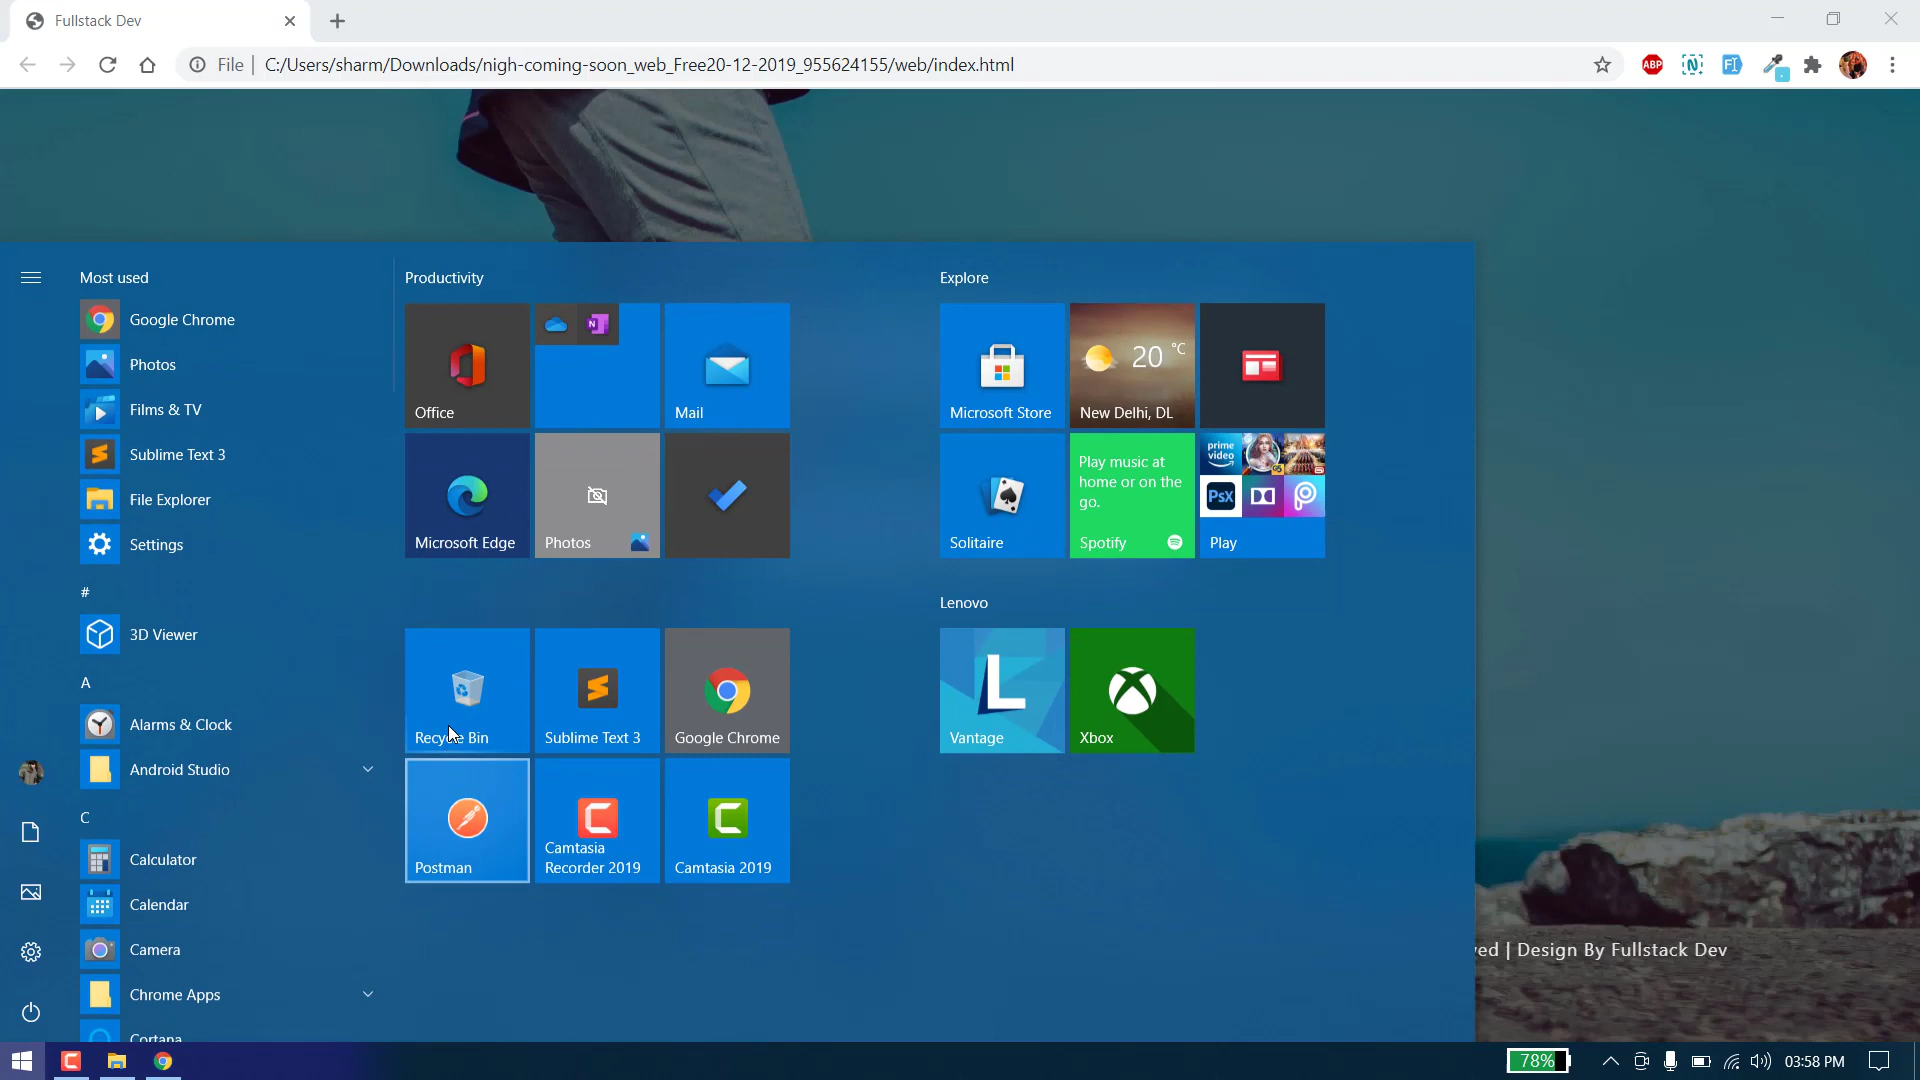 Fullstack Dev
File
C:/Users/sharm/Downloads/nigh-coming-soon_web_Free20-12-2019_955624155/web/index.html
ABP
Most used
Google Chrome
Photos
Films & TV
Sublime Text 3
File Explorer
Settings
#
3D Viewer
A
Alarms & Clock
Android Studio
C
Calculator
Calendar
Camera
Chrome Apps
Cortana
Productivity
Office
N
Mail
Microsoft Edge
Photos
Recycle Bin
Sublime Text 3
Google Chrome
Postman
Camtasia
Recorder 2019
Camtasia 2019
Explore
Microsoft Store
20 °C
New Delhi, DL
Solitaire
Play music at
home or on the
go.
Spotify
prime
video
PsX
Play
Lenovo
L
Vantage
Xbox
ved | Design By Fullstack Dev
78%
03:58 PM